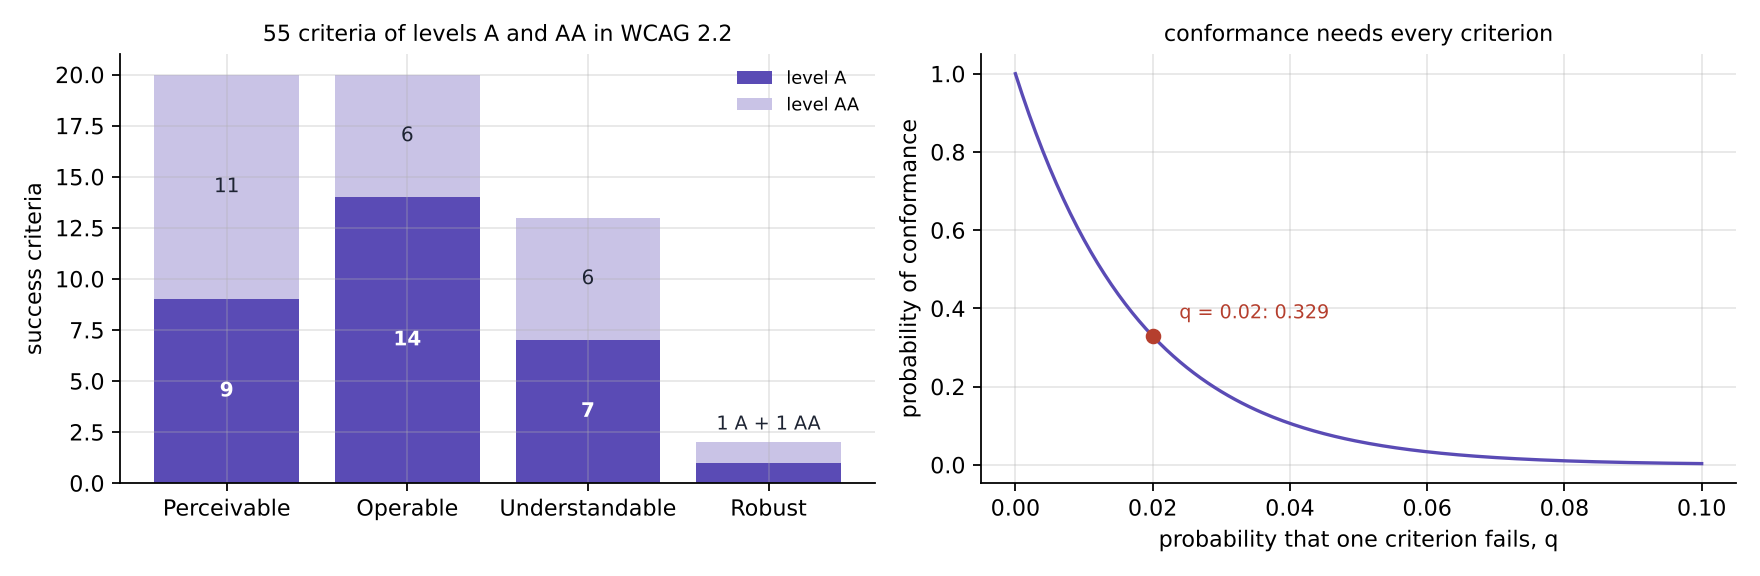 55 criteria of levels A and AA in WCAG 2.2
success criteria
20.0
17.5
15.0
12.5
10.0
7.5
5.0
2.5
0.0
level A
level AA
11
6
6
9
14
7
1 A + 1 AA
Perceivable
Operable
Understandable
Robust
conformance needs every criterion
probability of conformance
1.0
0.8
0.6
0.4
0.2
0.0
q = 0.02: 0.329
0.00
0.02
0.04
0.06
0.08
0.10
probability that one criterion fails, q